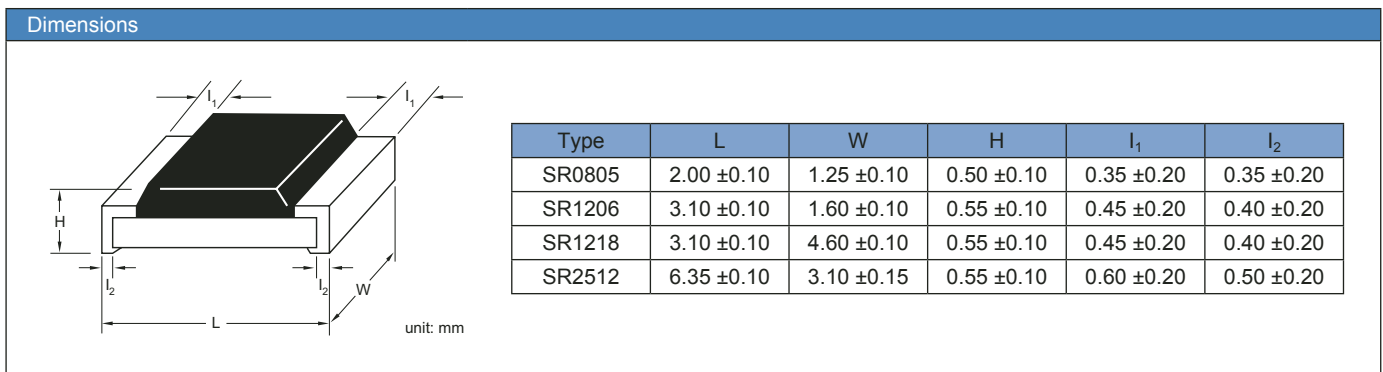 Dimensions
l₁ l₁
H
l₂ l₂ W
L
unit: mm
Type L W H l₁ l₂
SR0805 2.00 ±0.10 1.25 ±0.10 0.50 ±0.10 0.35 ±0.20 0.35 ±0.20
SR1206 3.10 ±0.10 1.60 ±0.10 0.55 ±0.10 0.45 ±0.20 0.40 ±0.20
SR1218 3.10 ±0.10 4.60 ±0.10 0.55 ±0.10 0.45 ±0.20 0.40 ±0.20
SR2512 6.35 ±0.10 3.10 ±0.15 0.55 ±0.10 0.60 ±0.20 0.50 ±0.20